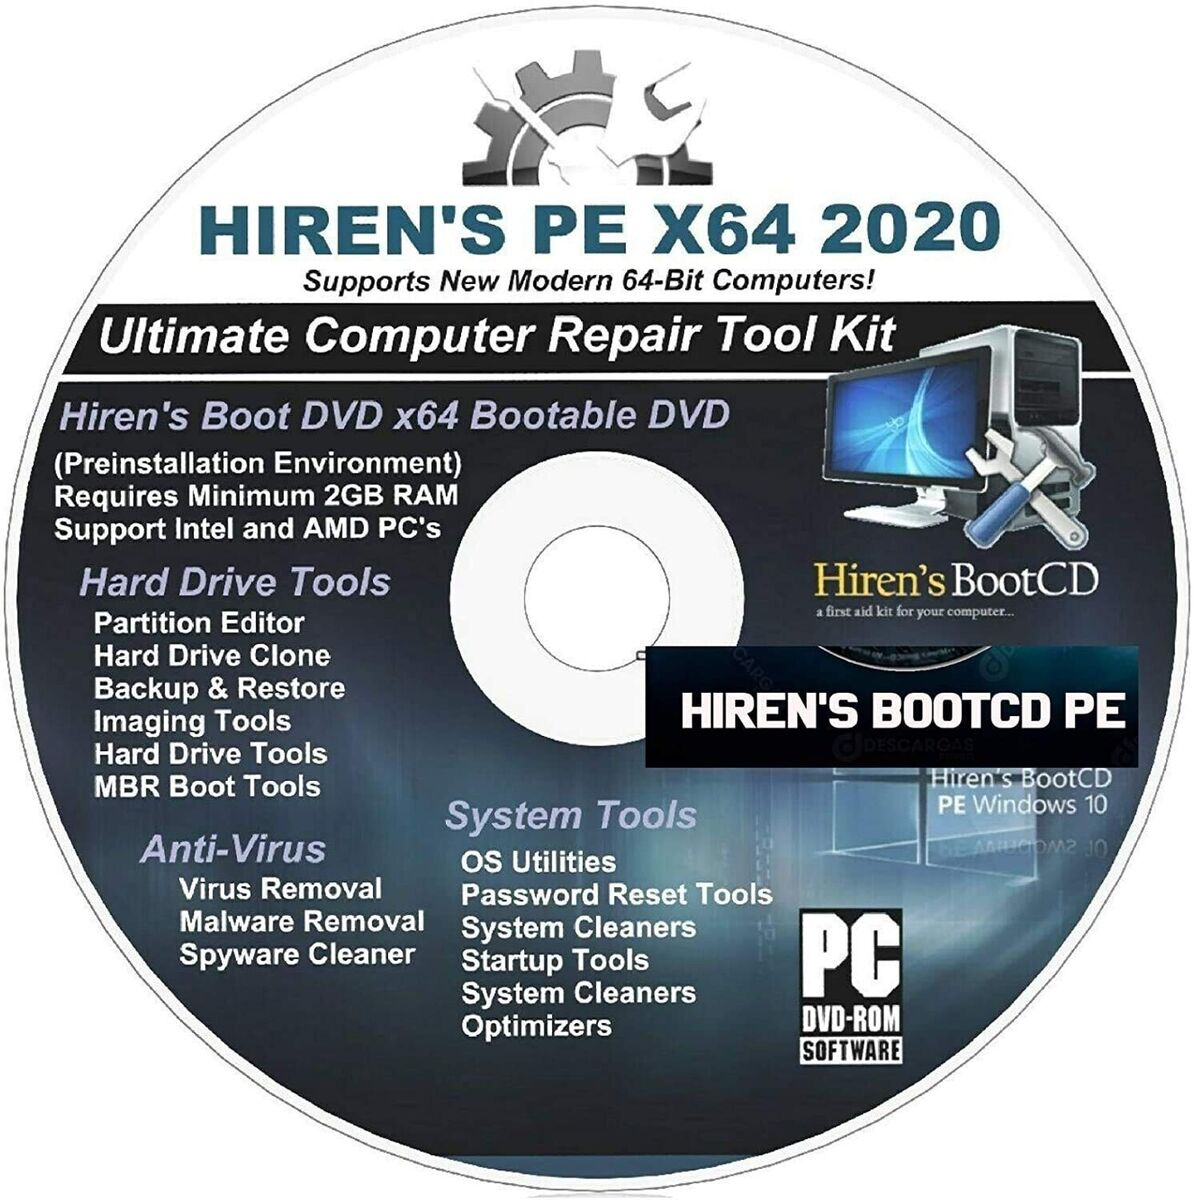 HIREN'S PE X64 2020
Supports New Modern 64-Bit Computers!
Ultimate Computer Repair Tool Kit
Hiren's Boot DVD x64 Bootable DVD
(Preinstallation Environment)
Requires Minimum 2GB RAM
Support Intel and AMD PC's
Hard Drive Tools
Partition Editor
Hard Drive Clone
Backup & Restore
Imaging Tools
Hard Drive Tools
MBR Boot Tools
Anti-Virus
Virus Removal
Malware Removal
Spyware Cleaner
System Tools
OS Utilities
Password Reset Tools
System Cleaners
Startup Tools
System Cleaners
Optimizers
Hiren's BootCD
a first aid kit for your computer...
HIREN'S BOOTCD PE
DESCARGAS
Hiren's BootCD
PE Windows 10
PC
DVD-ROM
SOFTWARE